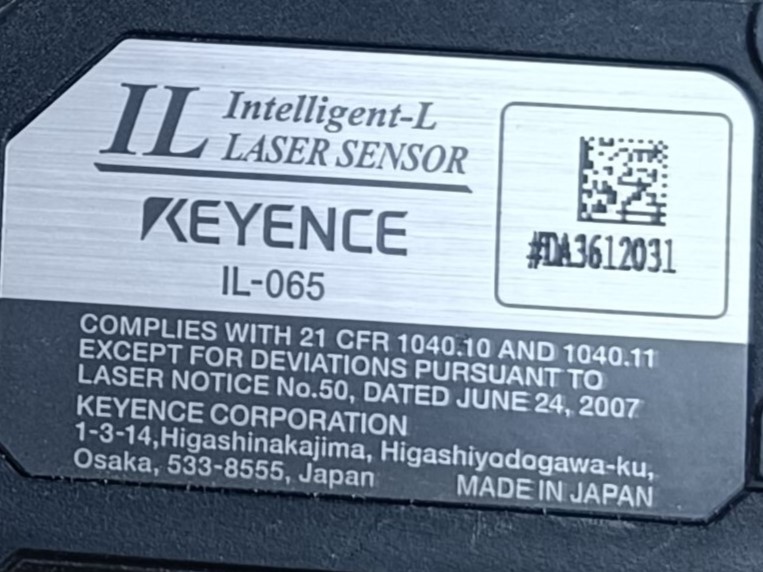 IL Intelligent-L
LASER SENSOR
KEYENCE
IL-065
#DA3612031
COMPLIES WITH 21 CFR 1040.10 AND 1040.11
EXCEPT FOR DEVIATIONS PURSUANT TO
LASER NOTICE No.50, DATED JUNE 24, 2007
KEYENCE CORPORATION
1-3-14,Higashinakajima, Higashiyodogawa-ku,
Osaka, 533-8555, Japan MADE IN JAPAN